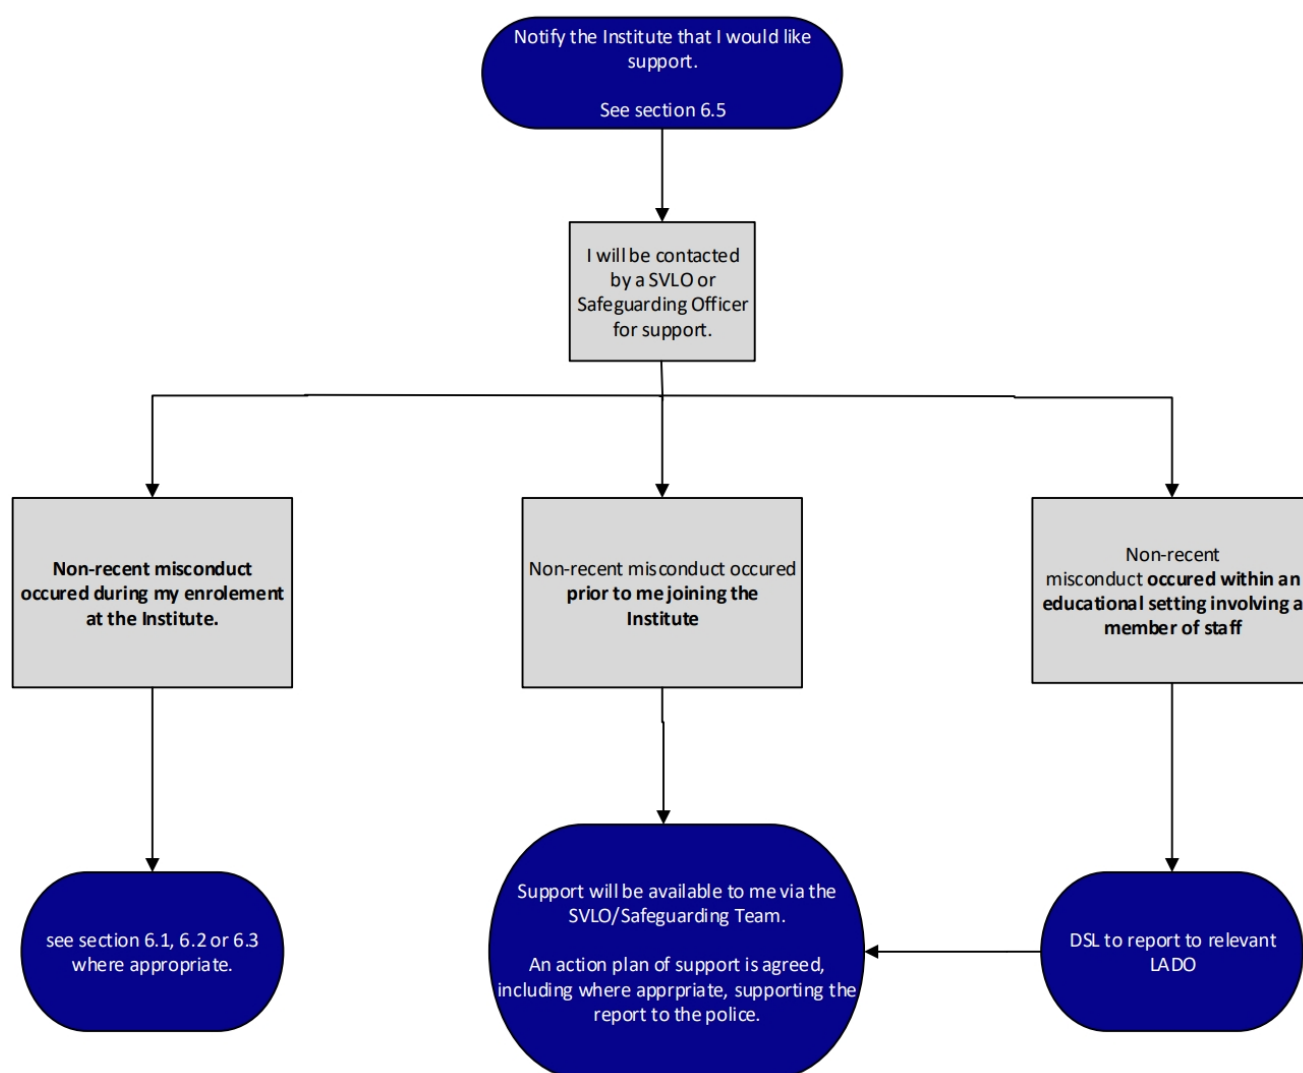 Notify the Institute that I would like
support.
See section 6.5
I will be contacted
by a SVLO or
Safeguarding Officer
for support.
Non-recent misconduct
occured during my enrolement
at the Institute.
Non-recent misconduct occured
prior to me joining the
Institute
Non-recent
misconduct occured within an
educational setting involving a
member of staff
see section 6.1, 6.2 or 6.3
where appropriate.
Support will be available to me via the
SVLO/Safeguarding Team.
An action plan of support is agreed,
including where apprpriate, supporting the
report to the police.
DSL to report to relevant
LADO